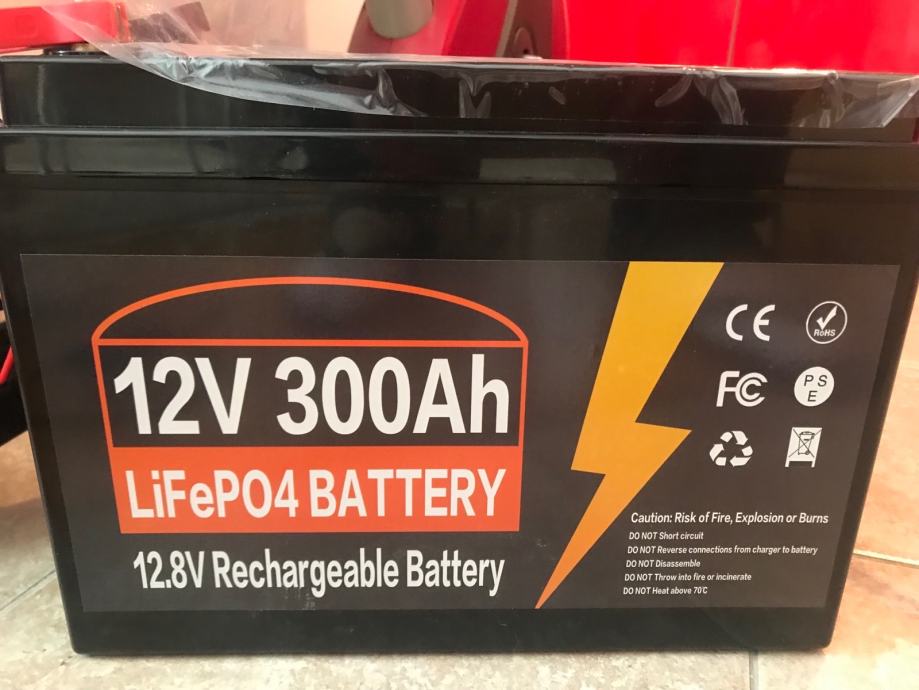 12V 300Ah
LiFePO4 BATTERY
12.8V Rechargeable Battery
CE
RoHS
FC
PS
E
Caution: Risk of Fire, Explosion or Burns
DO NOT Short circuit
DO NOT Reverse connections from charger to battery
DO NOT Disassemble
DO NOT Throw into fire or incinerate
DO NOT Heat above 70℃